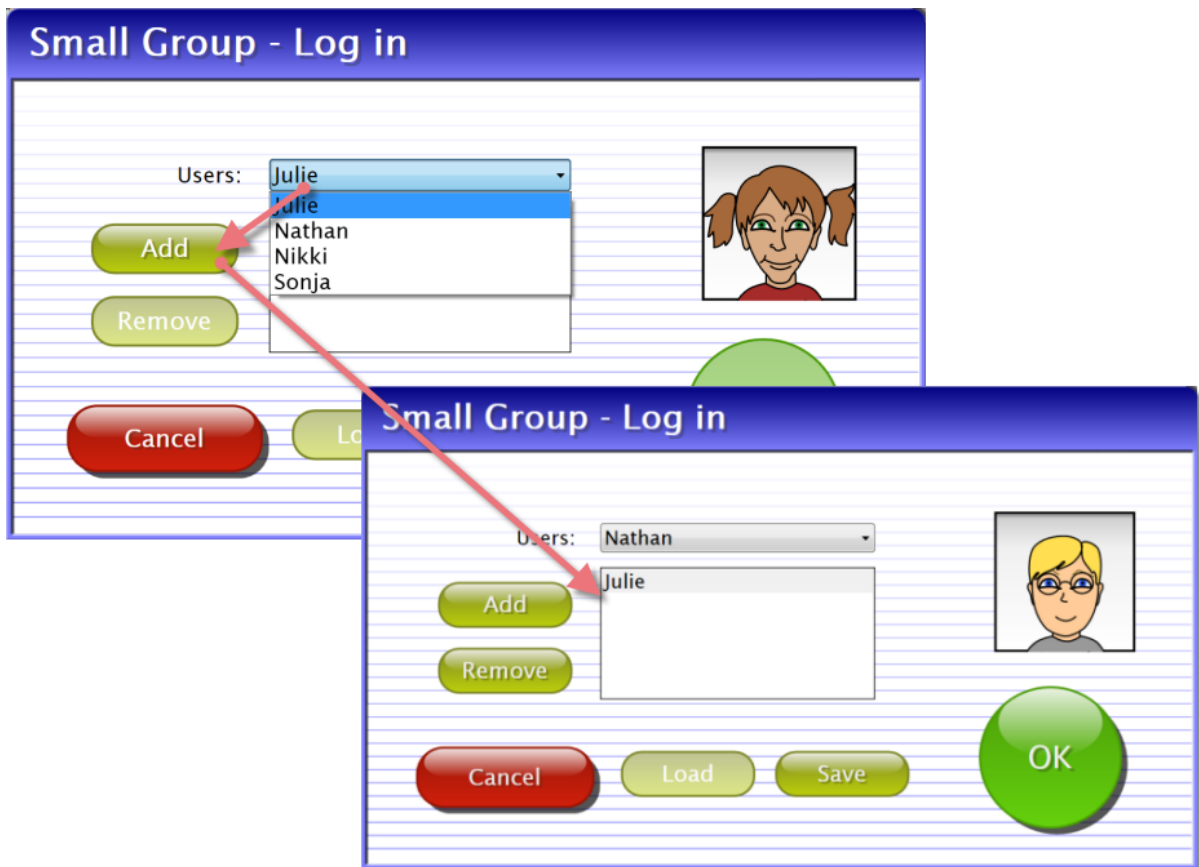 Small Group - Log in
Users: Julie
Julie
Nathan
Nikki
Sonja
Add
Remove
Cancel
Lo
Small Group - Log in
Users: Nathan
Julie
Add
Remove
Cancel
Load
Save
OK